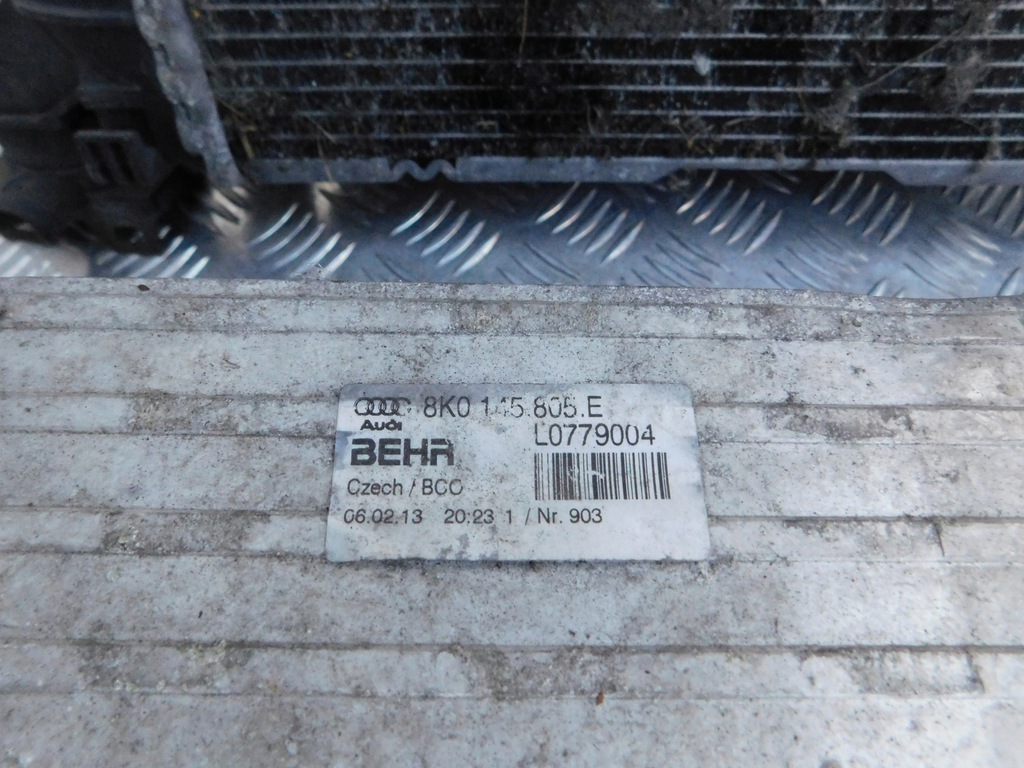 8K0 145.805.E
Audi
L0779004
BEHR
Czech / BCC
06.02.13 20:23 1 / Nr. 903